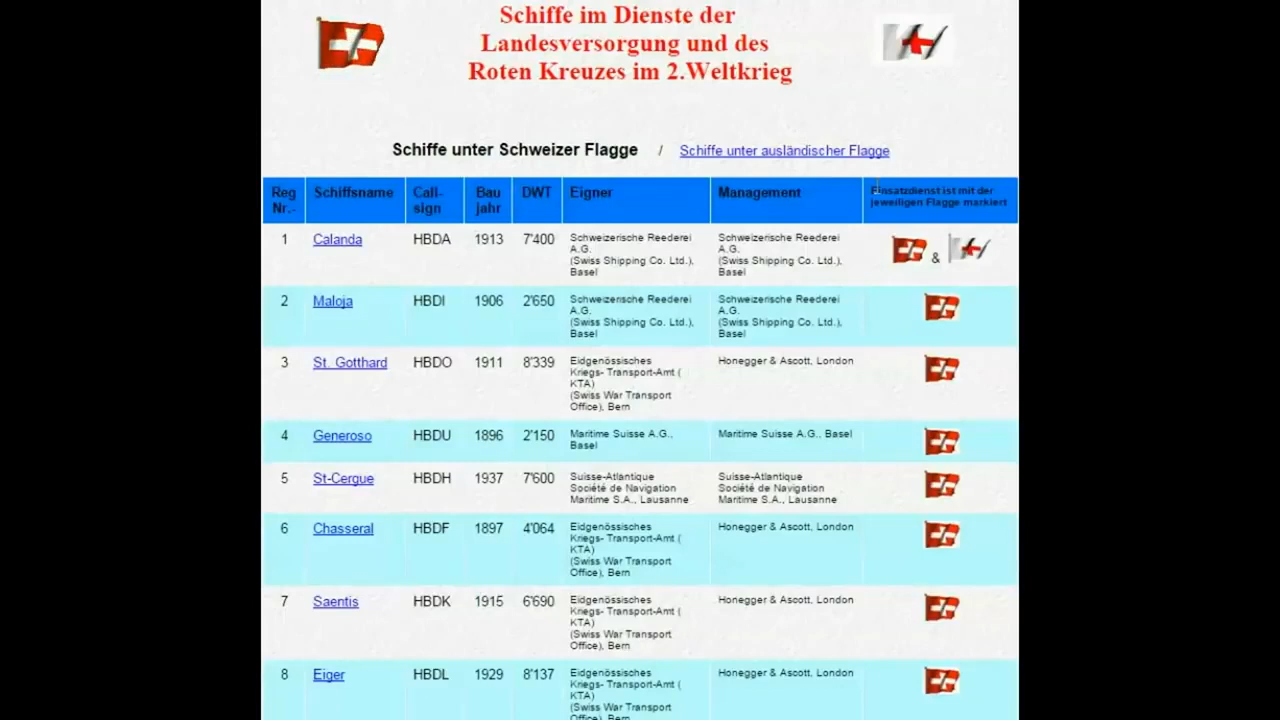 Schiffe im Dienste der
Landesversorgung und des
Roten Kreuzes im 2.Weltkrieg
Schiffe unter Schweizer Flagge / Schiffe unter ausländischer Flagge
Reg Nr.- Schiffsname Call-sign Bau jahr DWT Eigner Management Einsatzdienst ist mit der jeweiligen Flagge markiert
1 Calanda HBDA 1913 7'400 Schweizerische Reederei A.G. (Swiss Shipping Co. Ltd.), Basel Schweizerische Reederei A.G. (Swiss Shipping Co. Ltd.), Basel &
2 Maloja HBDI 1906 2'650 Schweizerische Reederei A.G. (Swiss Shipping Co. Ltd.), Basel Schweizerische Reederei A.G. (Swiss Shipping Co. Ltd.), Basel
3 St. Gotthard HBDO 1911 8'339 Eidgenössisches Kriegs- Transport-Amt ( KTA) (Swiss War Transport Office), Bern Honegger & Ascott, London
4 Generoso HBDU 1896 2'150 Maritime Suisse A.G., Basel Maritime Suisse A.G., Basel
5 St-Cergue HBDH 1937 7'600 Suisse-Atlantique Société de Navigation Maritime S.A., Lausanne Suisse-Atlantique Société de Navigation Maritime S.A., Lausanne
6 Chasseral HBDF 1897 4'064 Eidgenössisches Kriegs- Transport-Amt ( KTA) (Swiss War Transport Office), Bern Honegger & Ascott, London
7 Saentis HBDK 1915 6'690 Eidgenössisches Kriegs- Transport-Amt ( KTA) (Swiss War Transport Office), Bern Honegger & Ascott, London
8 Eiger HBDL 1929 8'137 Eidgenössisches Kriegs- Transport-Amt ( KTA) (Swiss War Transport Office), Bern Honegger & Ascott, London